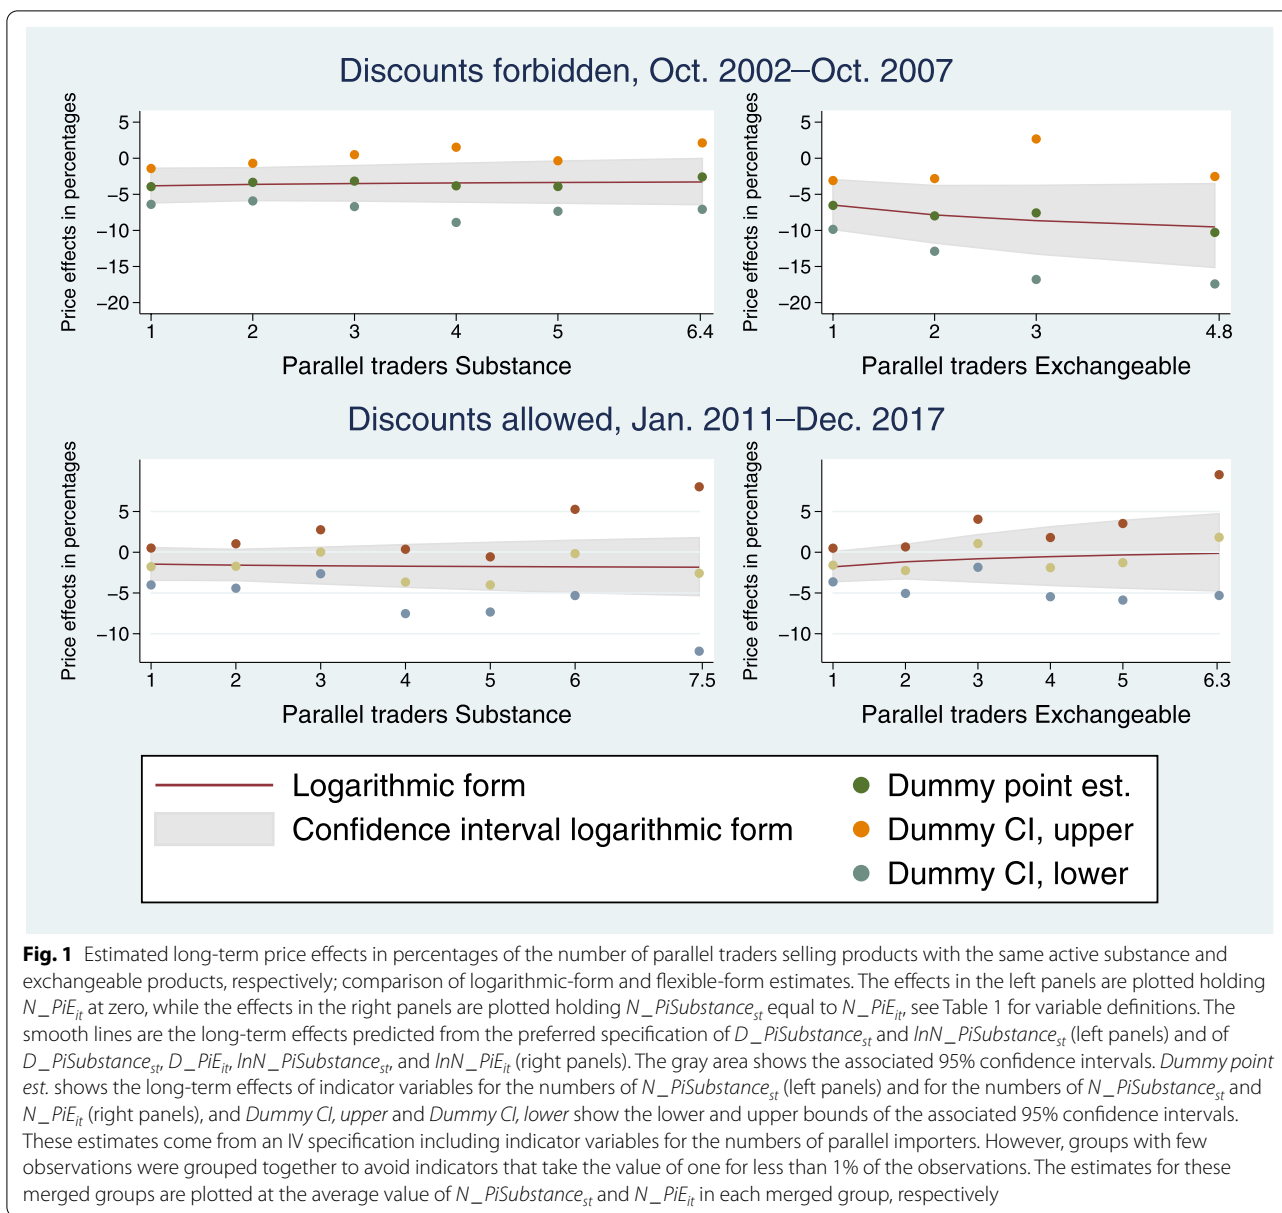 Discounts forbidden, Oct. 2002–Oct. 2007
Price effects in percentages
5
0
−5
−10
−15
−20
1 2 3 4 5 6.4
Parallel traders Substance
Price effects in percentages
5
0
−5
−10
−15
−20
1 2 3 4.8
Parallel traders Exchangeable
Discounts allowed, Jan. 2011–Dec. 2017
Price effects in percentages
5
0
−5
−10
1 2 3 4 5 6 7.5
Parallel traders Substance
Price effects in percentages
5
0
−5
−10
1 2 3 4 5 6.3
Parallel traders Exchangeable
Logarithmic form
Confidence interval logarithmic form
Dummy point est.
Dummy CI, upper
Dummy CI, lower
Fig. 1 Estimated long-term price effects in percentages of the number of parallel traders selling products with the same active substance and
exchangeable products, respectively; comparison of logarithmic-form and flexible-form estimates. The effects in the left panels are plotted holding
N_PiE_it at zero, while the effects in the right panels are plotted holding N_PiSubstance_st equal to N_PiE_it, see Table 1 for variable definitions. The
smooth lines are the long-term effects predicted from the preferred specification of D_PiSubstance_st and lnN_PiSubstance_st (left panels) and of
D_PiSubstance_st, D_PiE_it, lnN_PiSubstance_st, and lnN_PiE_it (right panels). The gray area shows the associated 95% confidence intervals. Dummy point
est. shows the long-term effects of indicator variables for the numbers of N_PiSubstance_st (left panels) and for the numbers of N_PiSubstance_st and
N_PiE_it (right panels), and Dummy CI, upper and Dummy CI, lower show the lower and upper bounds of the associated 95% confidence intervals.
These estimates come from an IV specification including indicator variables for the numbers of parallel importers. However, groups with few
observations were grouped together to avoid indicators that take the value of one for less than 1% of the observations. The estimates for these
merged groups are plotted at the average value of N_PiSubstance_st and N_PiE_it in each merged group, respectively